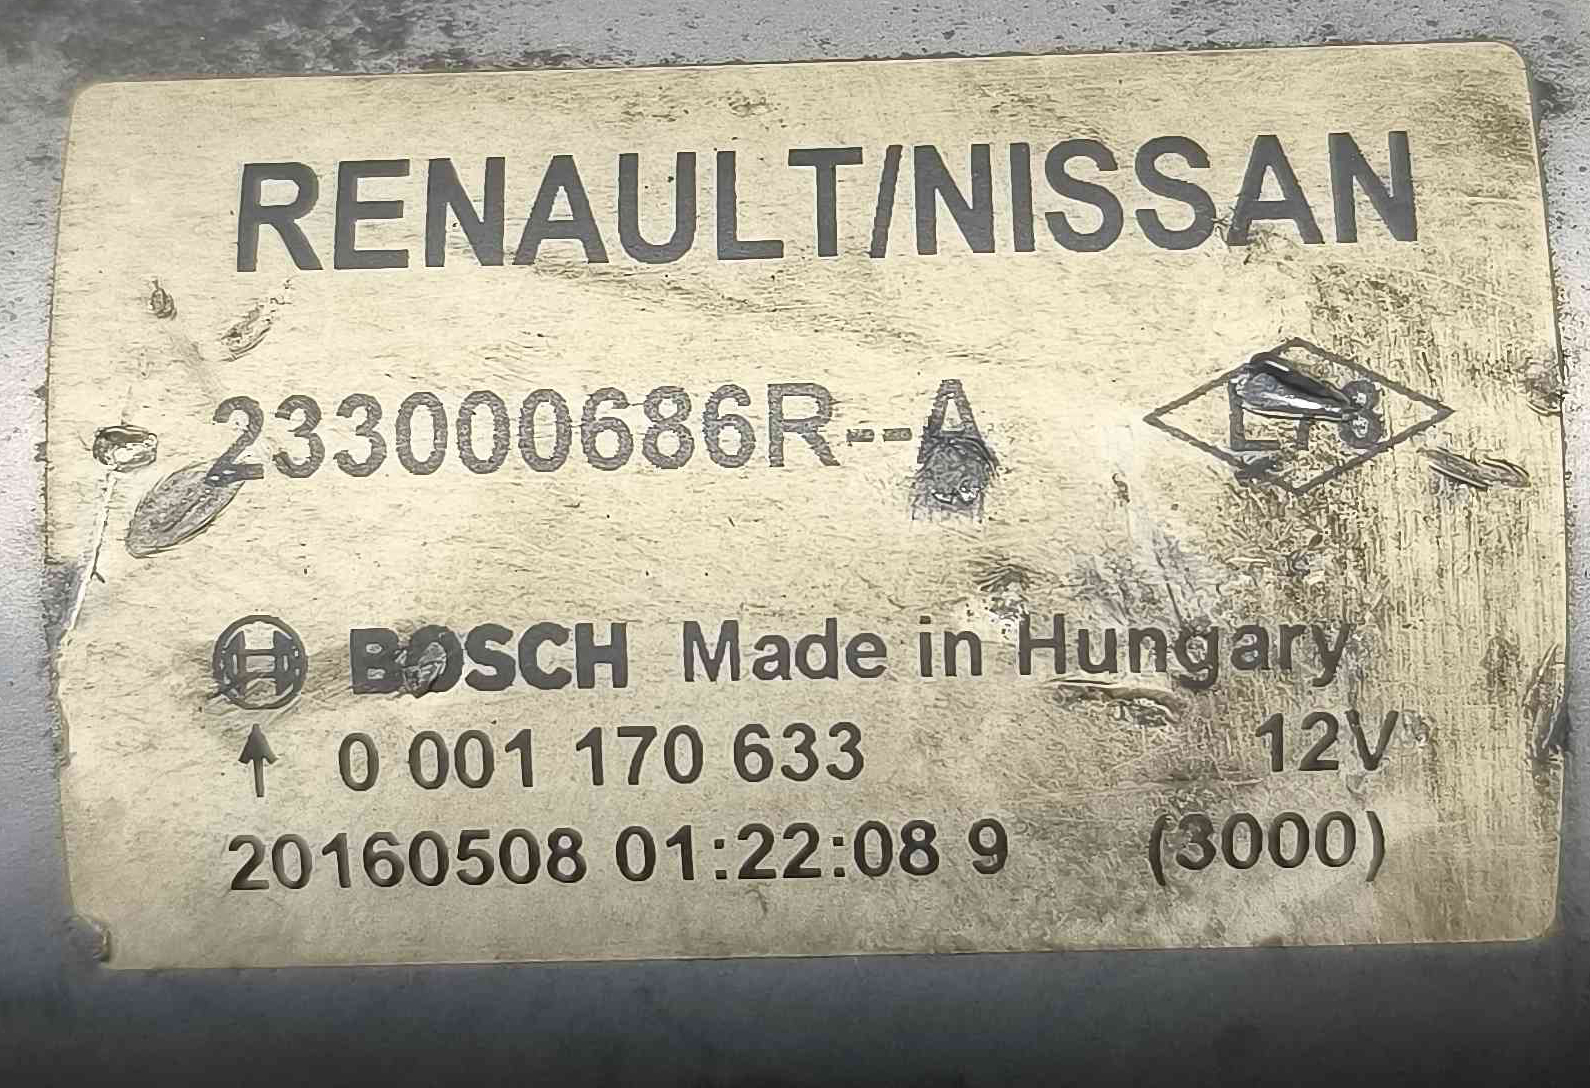 RENAULT/NISSAN
233000686R--A
BOSCH Made in Hungary
0 001 170 633 12V
20160508 01:22:08 9 (3000)